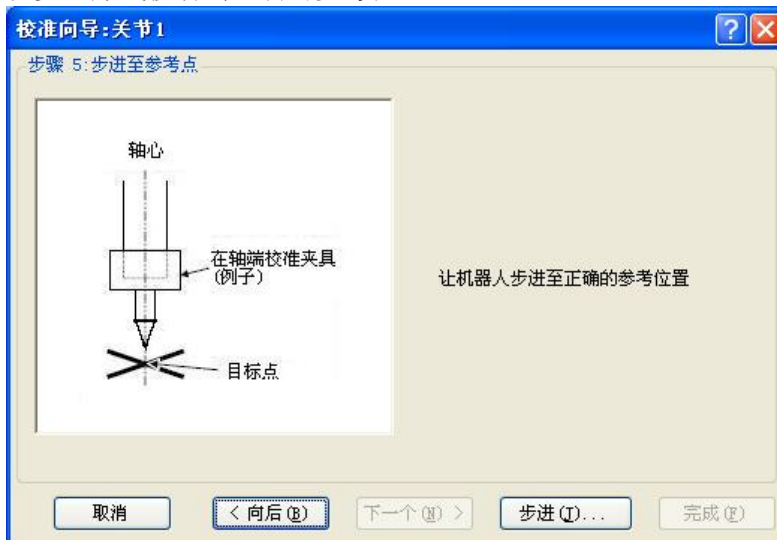 校准向导:关节1
步骤 5:步进至参考点
轴心
在轴端校准夹具
(例子)
目标点
让机器人步进至正确的参考位置
取消
< 向后(B)
下一个(N) >
步进(J)...
完成(F)